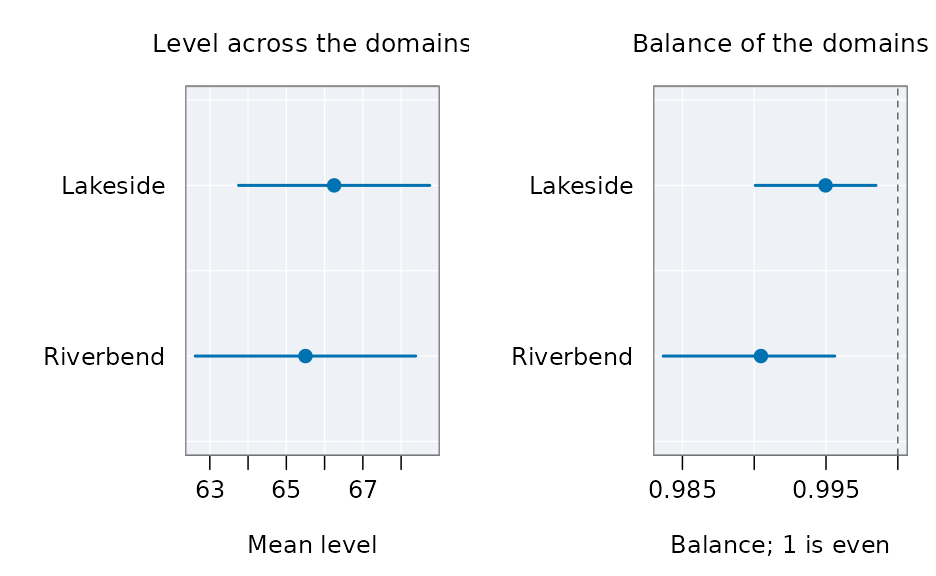 Level across the domains
Lakeside
Riverbend
63 65 67
Mean level
Balance of the domains
Lakeside
Riverbend
0.985 0.995
Balance; 1 is even